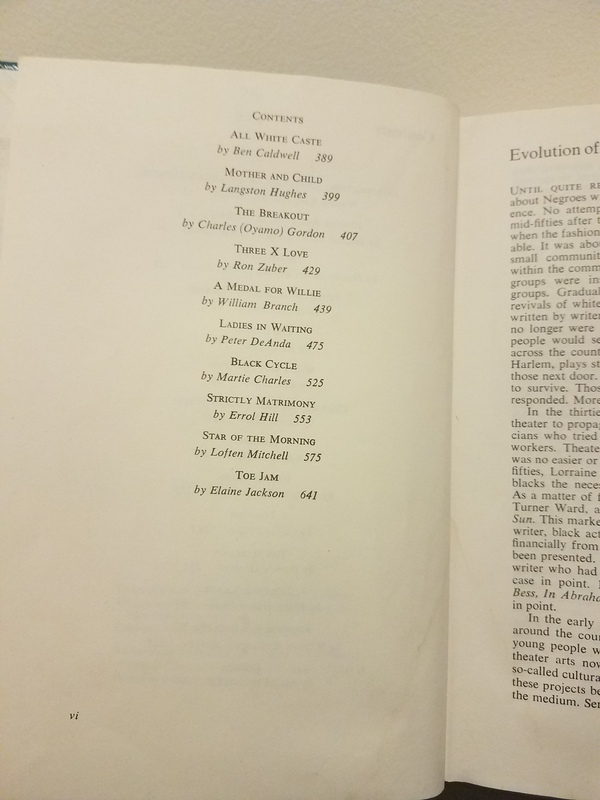 CONTENTS
ALL WHITE CASTE
by Ben Caldwell 389
MOTHER AND CHILD
by Langston Hughes 399
THE BREAKOUT
by Charles (Oyamo) Gordon 407
THREE X LOVE
by Ron Zuber 429
A MEDAL FOR WILLIE
by William Branch 439
LADIES IN WAITING
by Peter DeAnda 475
BLACK CYCLE
by Martie Charles 525
STRICTLY MATRIMONY
by Errol Hill 553
STAR OF THE MORNING
by Loften Mitchell 575
TOE JAM
by Elaine Jackson 641
vi
Evolution of
UNTIL QUITE RE
about Negroes w
ence. No attemp
mid-fifties after t
when the fashion
able. It was abou
small communit
within the comm
groups were in
groups. Gradual
revivals of white
written by writer
no longer were
people would se
across the count
Harlem, plays st
those next door.
to survive. Thos
responded. More
In the thirtie
theater to propag
cians who tried
workers. Theate
was no easier or
fifties, Lorraine
blacks the neces
As a matter of f
Turner Ward, a
Sun. This marke
writer, black act
financially from
been presented.
writer who had
case in point.
Bess, In Abraha
in point.
In the early
around the coun
young people w
theater arts now
so-called cultura
these projects be
the medium. Sen